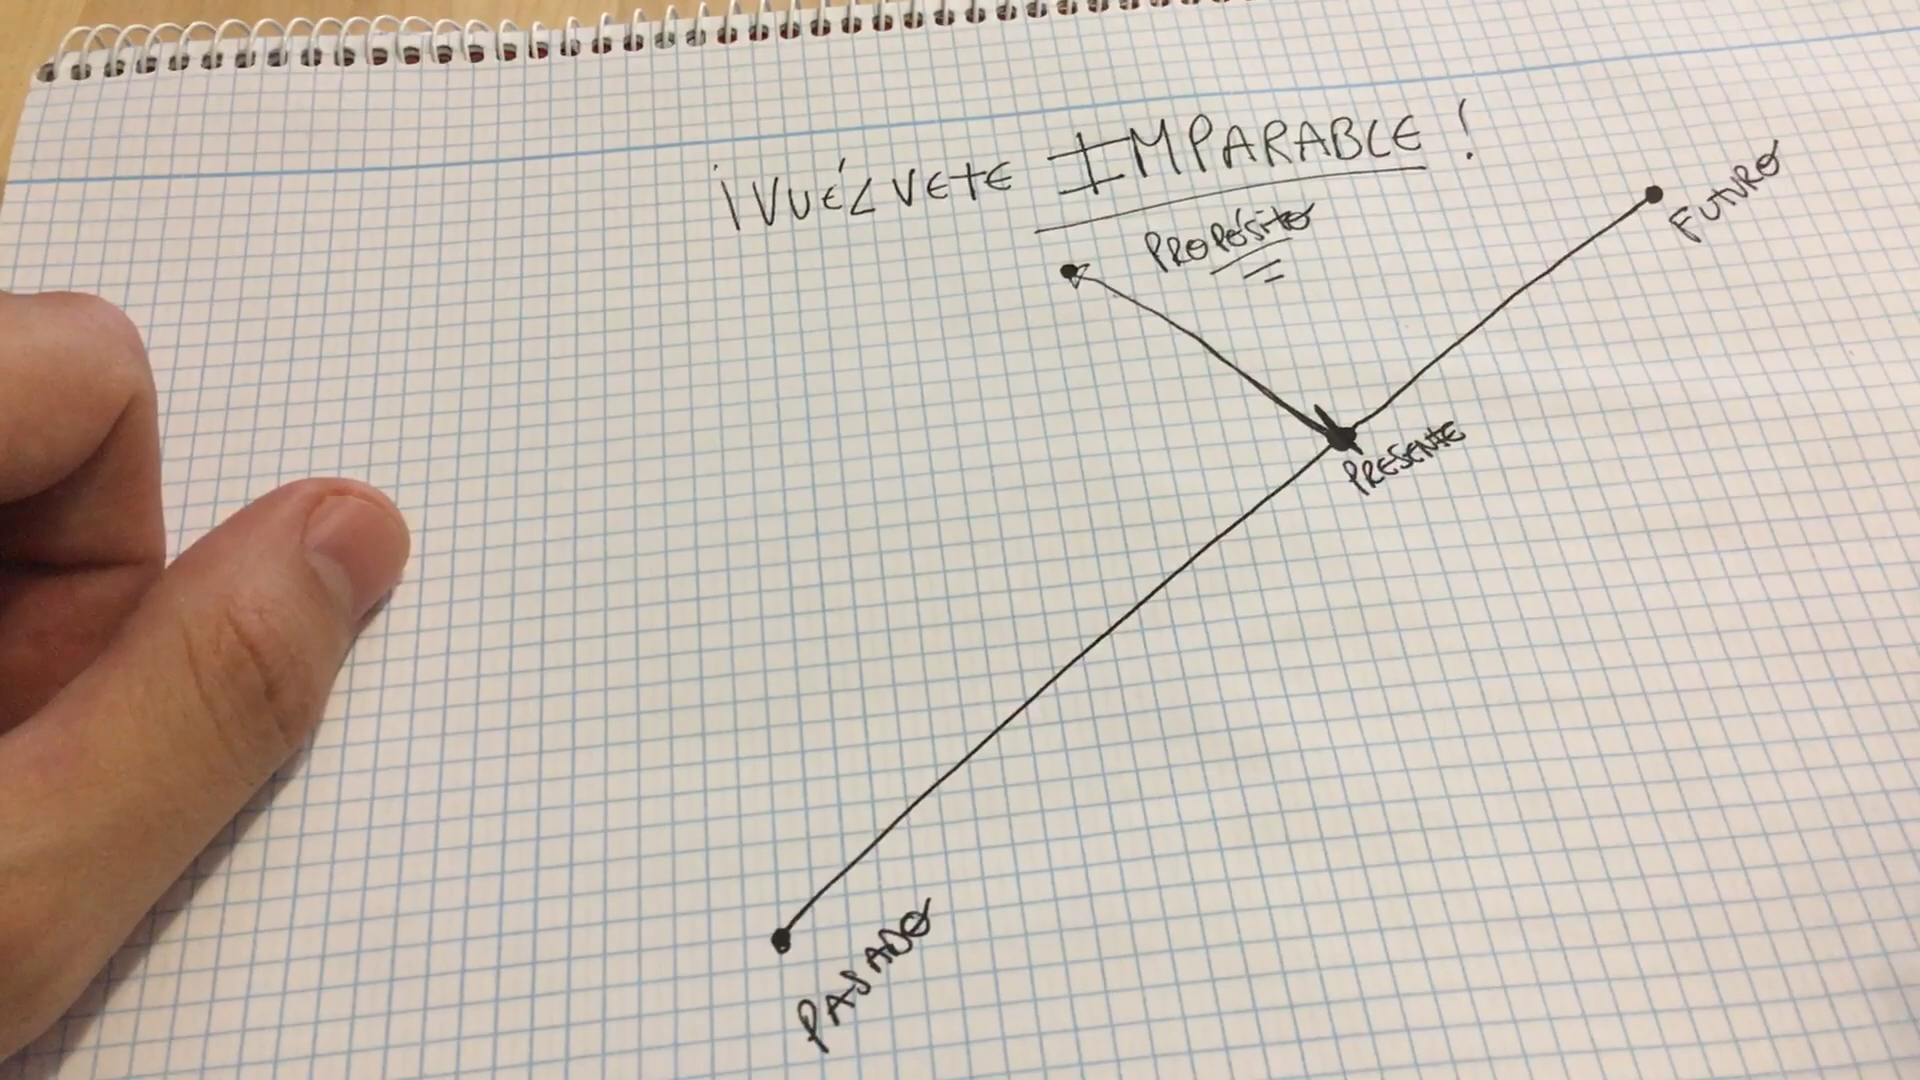 ¡VUÉLVETE IMPARABLE!
PROPÓSITO
FUTURO
PRESENTE
PASADO